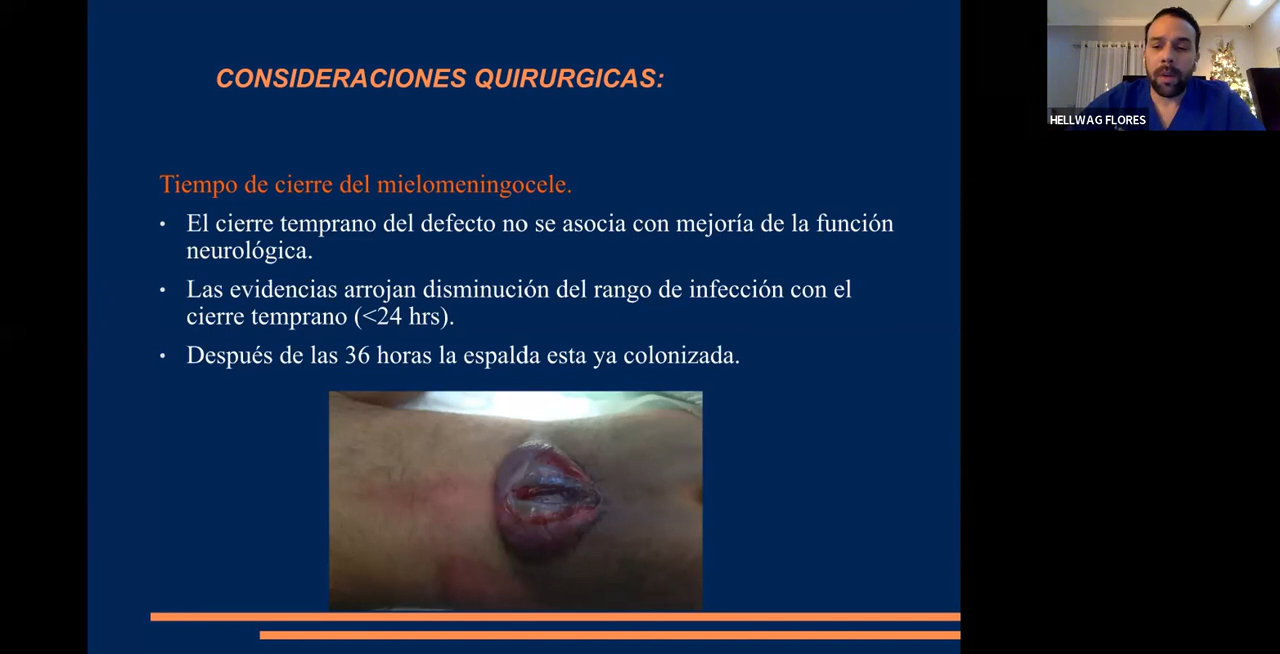 CONSIDERACIONES QUIRURGICAS:
HELLWAG FLORES
Tiempo de cierre del mielomeningocele.
• El cierre temprano del defecto no se asocia con mejoría de la función
neurológica.
• Las evidencias arrojan disminución del rango de infección con el
cierre temprano (<24 hrs).
• Después de las 36 horas la espalda esta ya colonizada.